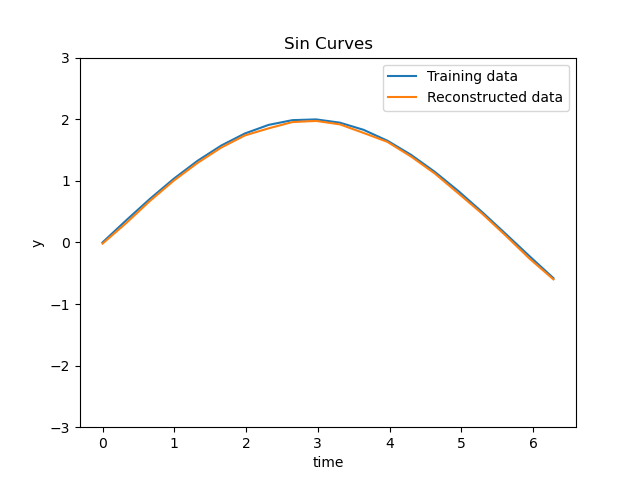 Sin Curves
Training data
Reconstructed data
3
2
1
0
−1
−2
−3
y
0 1 2 3 4 5 6
time